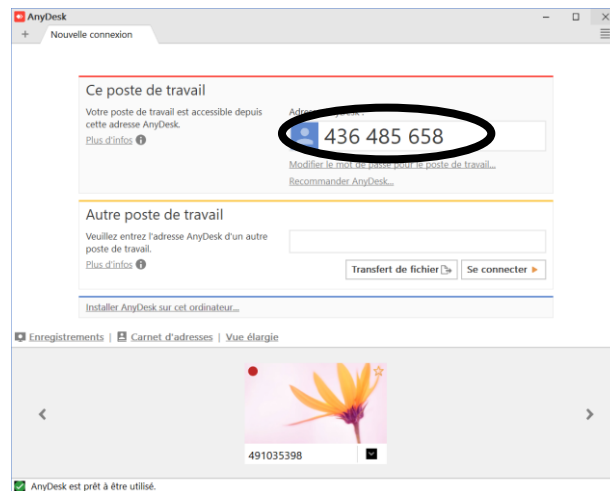 AnyDesk
+ Nouvelle connexion
Ce poste de travail
Votre poste de travail est accessible depuis
cette adresse AnyDesk.
Plus d'infos
436 485 658
Modifier le mot de passe pour le poste de travail...
Recommander AnyDesk...
Autre poste de travail
Veuillez entrez l'adresse AnyDesk d'un autre
poste de travail.
Plus d'infos
Transfert de fichier Se connecter
Installer AnyDesk sur cet ordinateur...
Enregistrements | Carnet d'adresses | Vue élargie
491035398
AnyDesk est prêt à être utilisé.